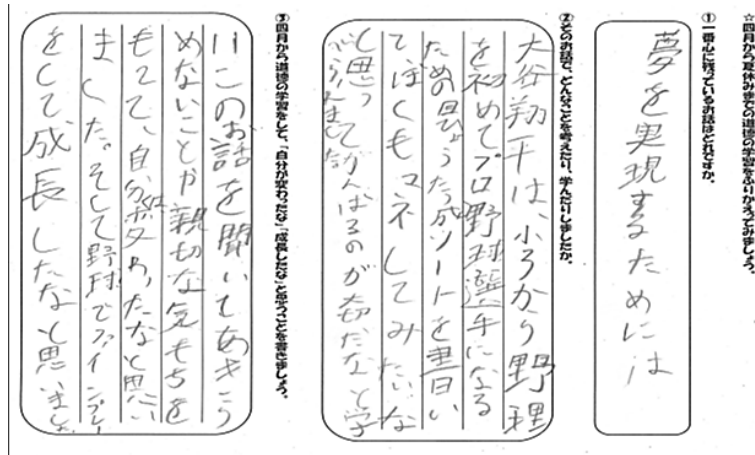 ☆四月から夏休みまでの道徳の学習をふりかえってみましょう。
①一番心に残っているお話はどれですか。
夢を実現するためには
②そのお話で、どんなことを考えたり、学んだりしましたか。
大谷翔平は、小3から野球
を初めてプロ野球選手になる
ための目ひょうたっ成シートを書い
てぼくもマネしてみたいな
と思ってがんばるのが大切だなと学
びました
③四月から道徳の学習をして、「自分が変わったな」「成長したな」と思うことを書きましょう。
11このお話を聞いてあきら
めないことや親切な気もちを
もてて、自分が変わったなと思い
ました。そして野球でファインプレー
をして成長したなと思いました